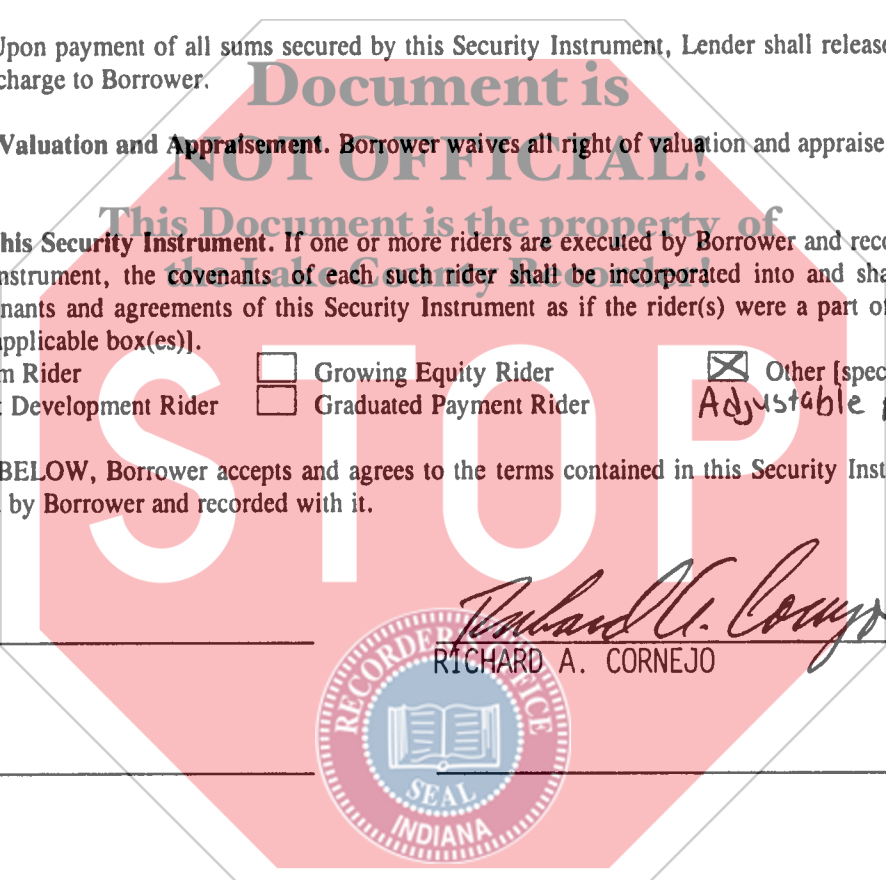 Upon payment of all sums secured by this Security Instrument, Lender shall release
charge to Borrower.
Document is
Valuation and Appraisement. Borrower waives all right of valuation and appraise
NOT OFFICIAL!
This Document is the property of
his Security Instrument. If one or more riders are executed by Borrower and reco
nstrument, the covenants of each such rider shall be incorporated into and sha
the Lake County Recorder!
nants and agreements of this Security Instrument as if the rider(s) were a part of
applicable box(es)].
m Rider Growing Equity Rider Other [spec
Development Rider Graduated Payment Rider Adjustable
STOP
BELOW, Borrower accepts and agrees to the terms contained in this Security Inst
by Borrower and recorded with it.
Richard A. Cornejo
RICHARD A. CORNEJO
RECORDER'S OFFICE
SEAL
INDIANA